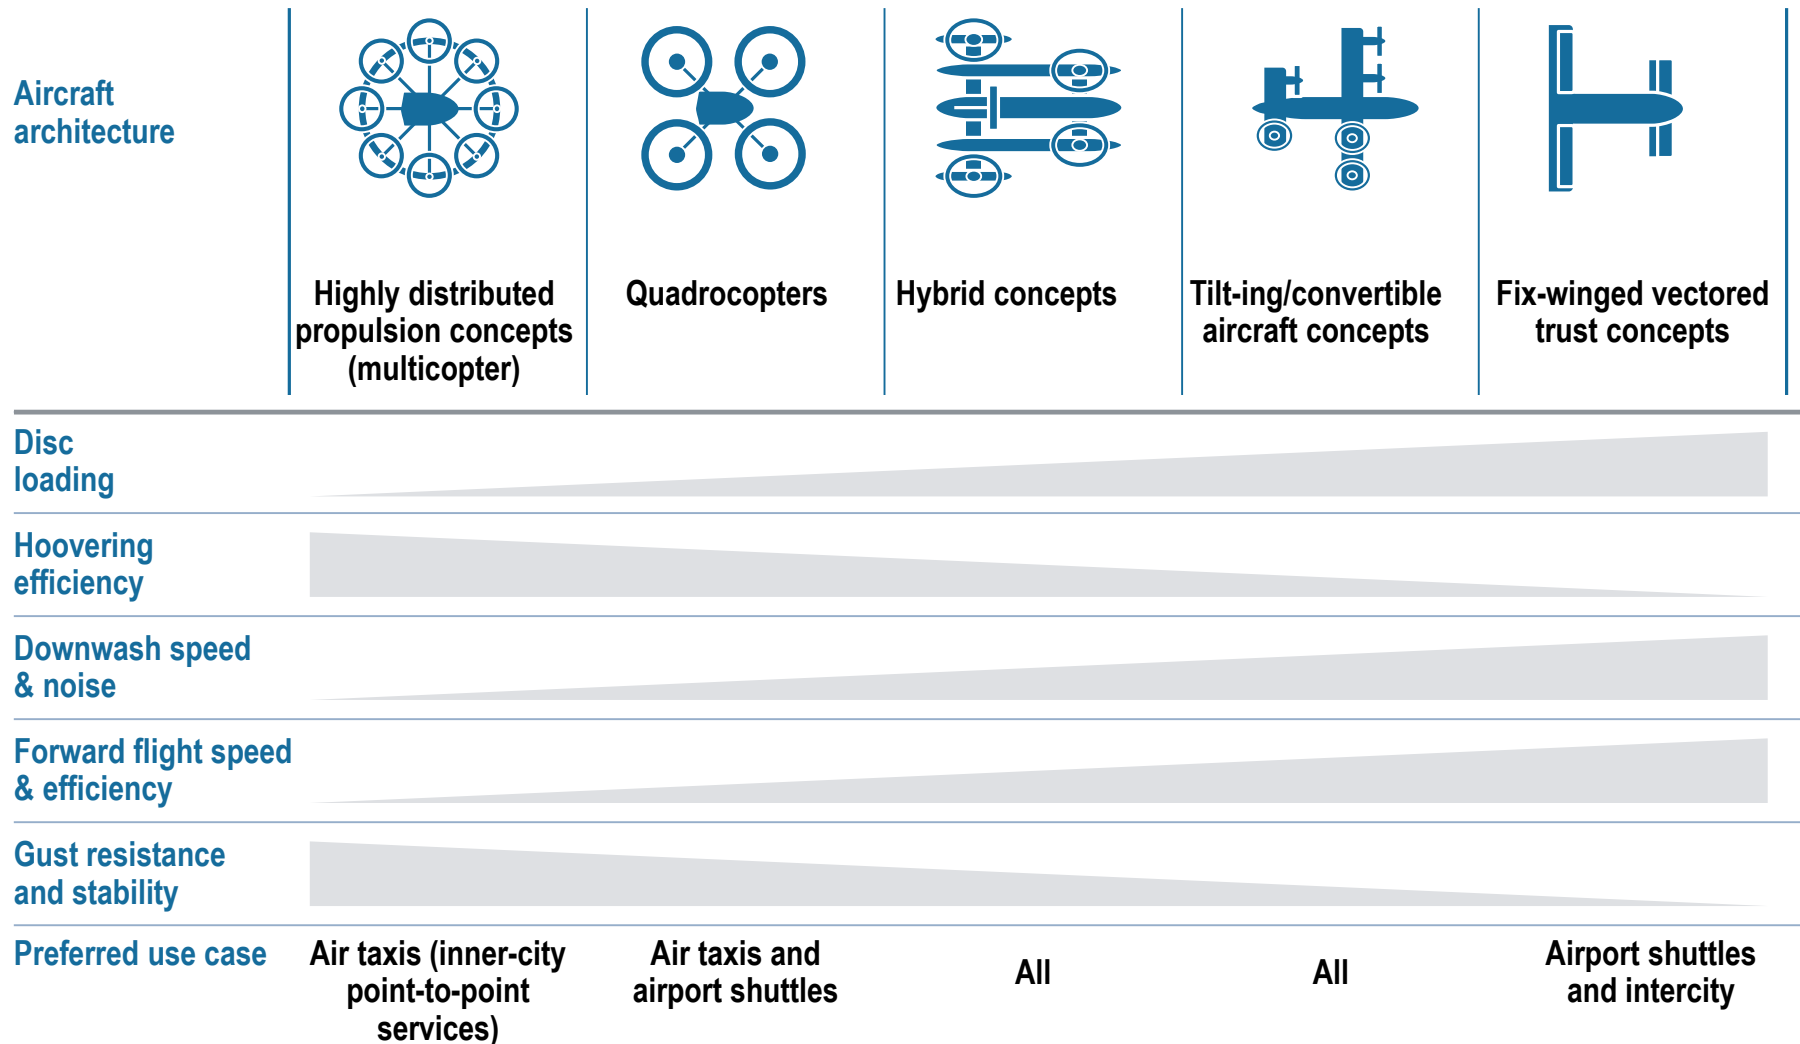 Aircraft
architecture
Highly distributed
propulsion concepts
(multicopter)
Quadrocopters
Hybrid concepts
Tilt-ing/convertible
aircraft concepts
Fix-winged vectored
trust concepts
Disc
loading
Hoovering
efficiency
Downwash speed
& noise
Forward flight speed
& efficiency
Gust resistance
and stability
Preferred use case
Air taxis (inner-city
point-to-point
services)
Air taxis and
airport shuttles
All
All
Airport shuttles
and intercity